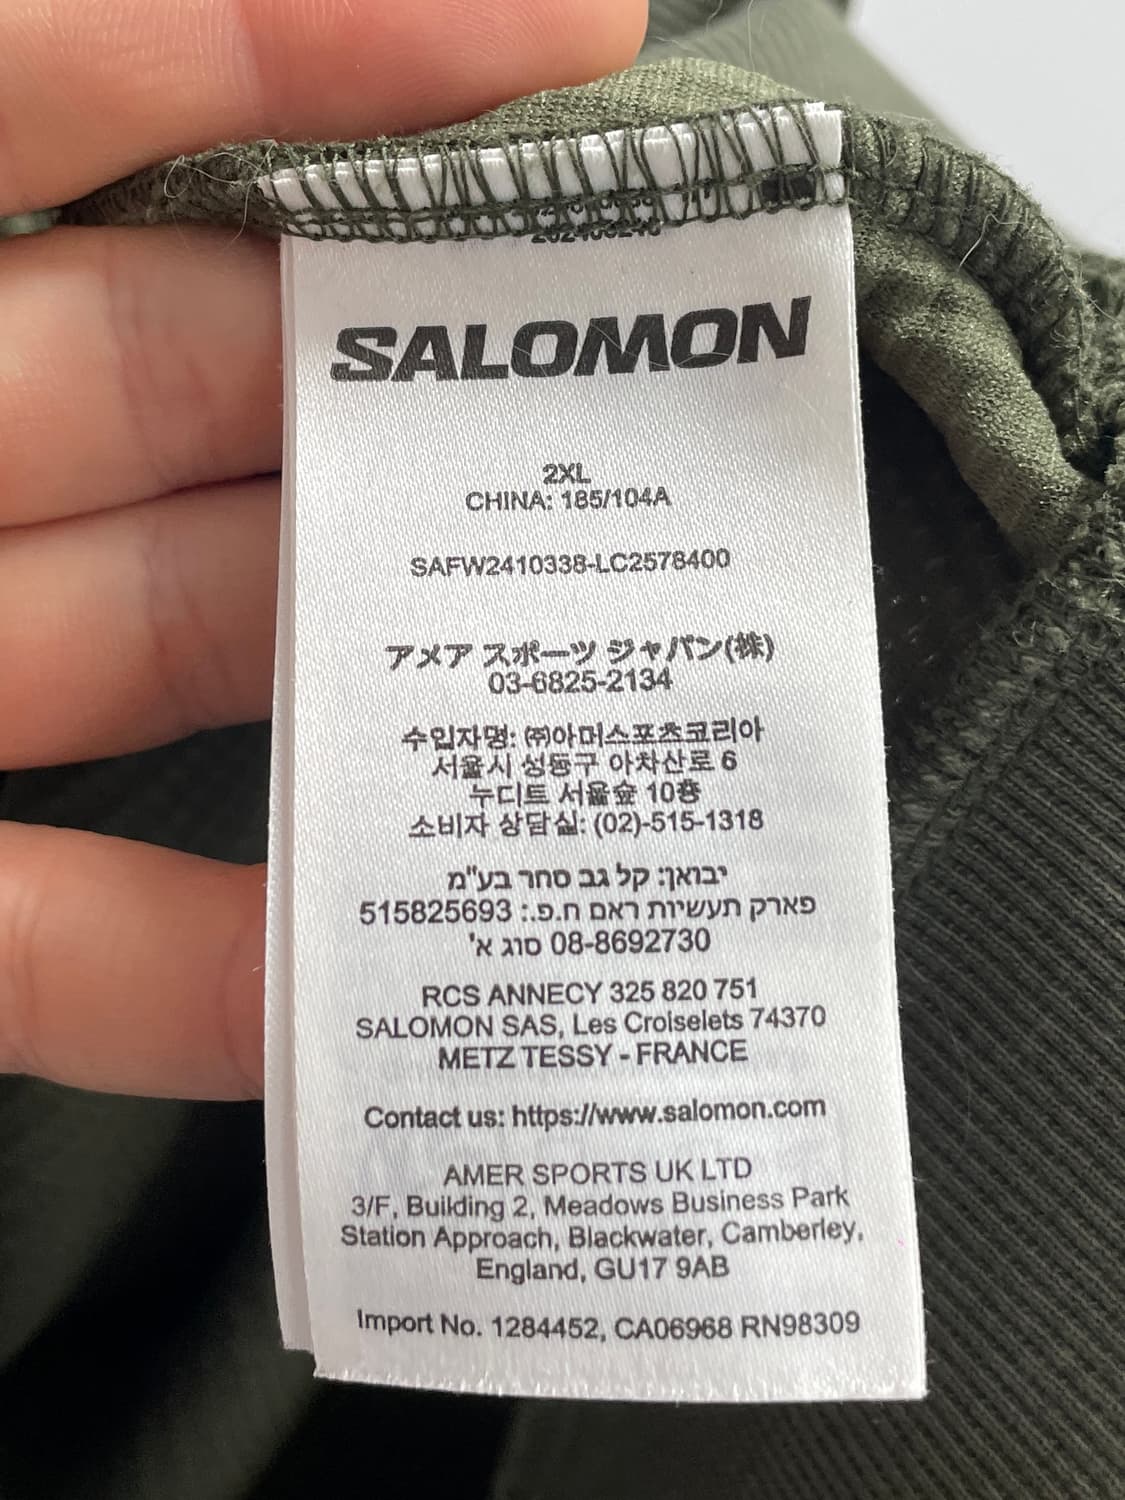 SALOMON
2XL
CHINA: 185/104A
SAFW2410338-LC2578400
アメア スポーツ ジャパン(株)
03-6825-2134
수입자명: ㈜아머스포츠코리아
서울시 성동구 아차산로 6
누디트 서울숲 10층
소비자 상담실: (02)-515-1318
יבואן: קל גב סחר בע"מ
פארק תעשיות ראם ח.פ.: 515825693
08-8692730 סוג א'
RCS ANNECY 325 820 751
SALOMON SAS, Les Croiselets 74370
METZ TESSY - FRANCE
Contact us: https://www.salomon.com
AMER SPORTS UK LTD
3/F, Building 2, Meadows Business Park
Station Approach, Blackwater, Camberley,
England, GU17 9AB
Import No. 1284452, CA06968 RN98309